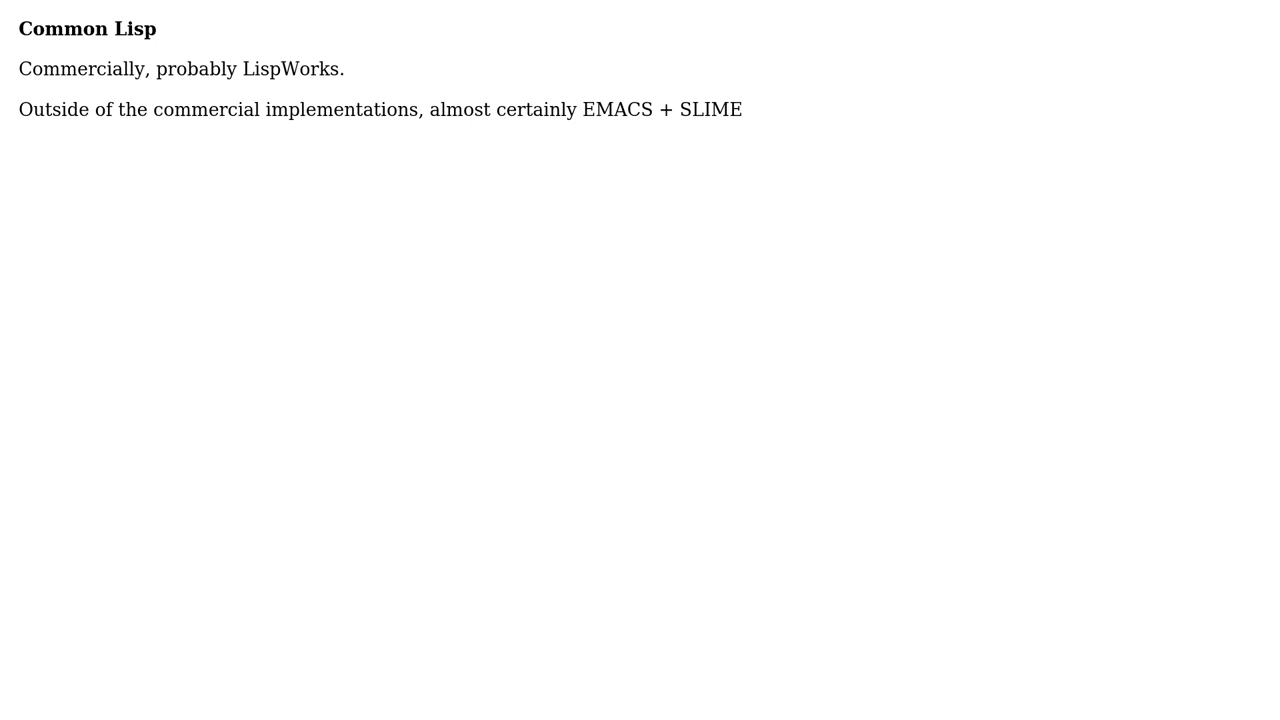 Common Lisp
Commercially, probably LispWorks.
Outside of the commercial implementations, almost certainly EMACS + SLIME